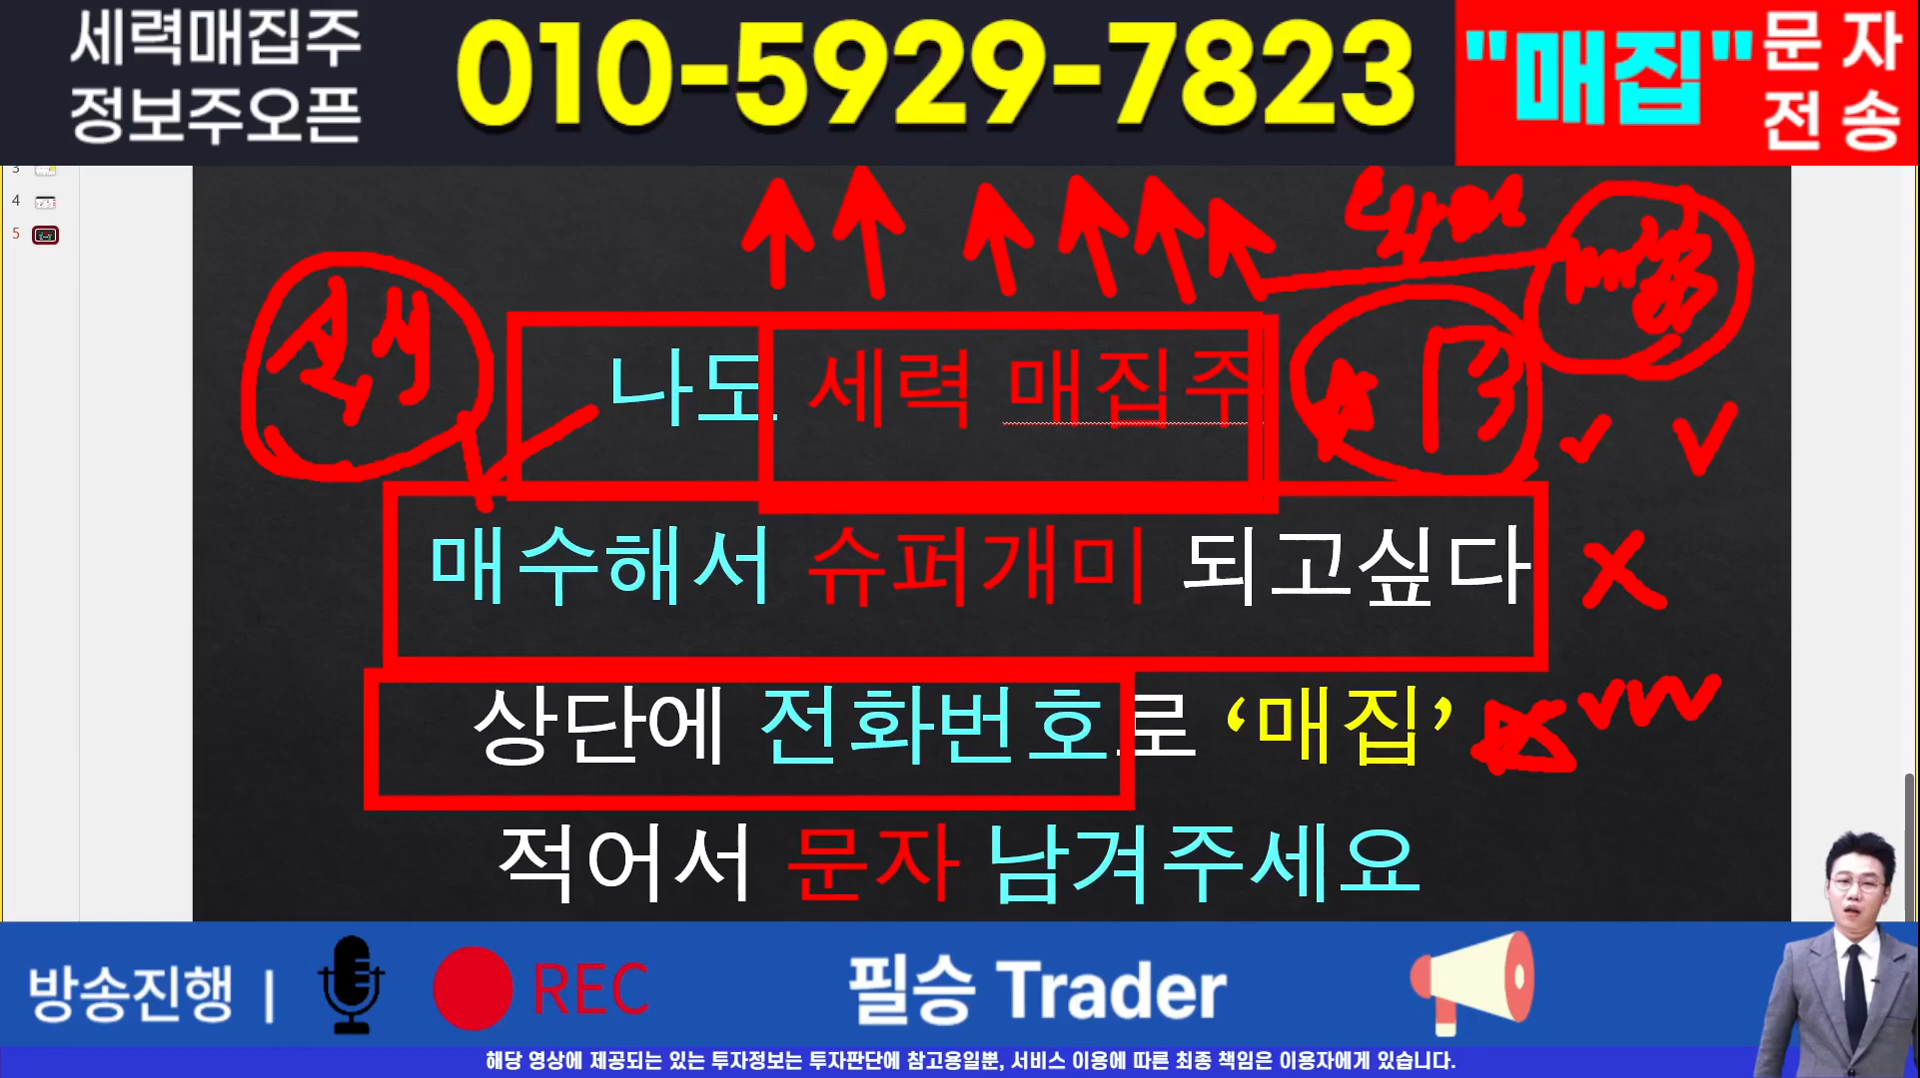 세력매집주
정보주오픈
010-5929-7823
"매집" 문자
전송
3
4
5
나도 세력 매집주
매수해서 슈퍼개미 되고싶다
상단에 전화번호로 ‘매집’
적어서 문자 남겨주세요
방송진행 |
REC
필승 Trader
해당 영상에 제공되는 있는 투자정보는 투자판단에 참고용일뿐, 서비스 이용에 따른 최종 책임은 이용자에게 있습니다.